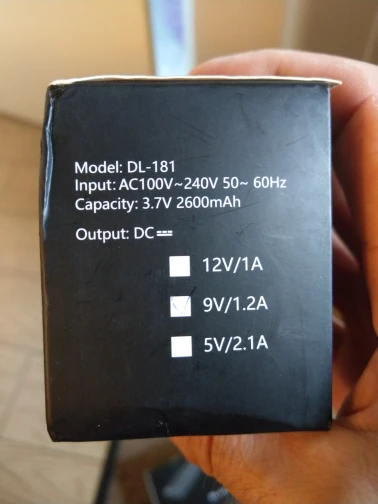 Model: DL-181
Input: AC100V~240V 50~ 60Hz
Capacity: 3.7V 2600mAh
Output: DC⎓
12V/1A
9V/1.2A
5V/2.1A